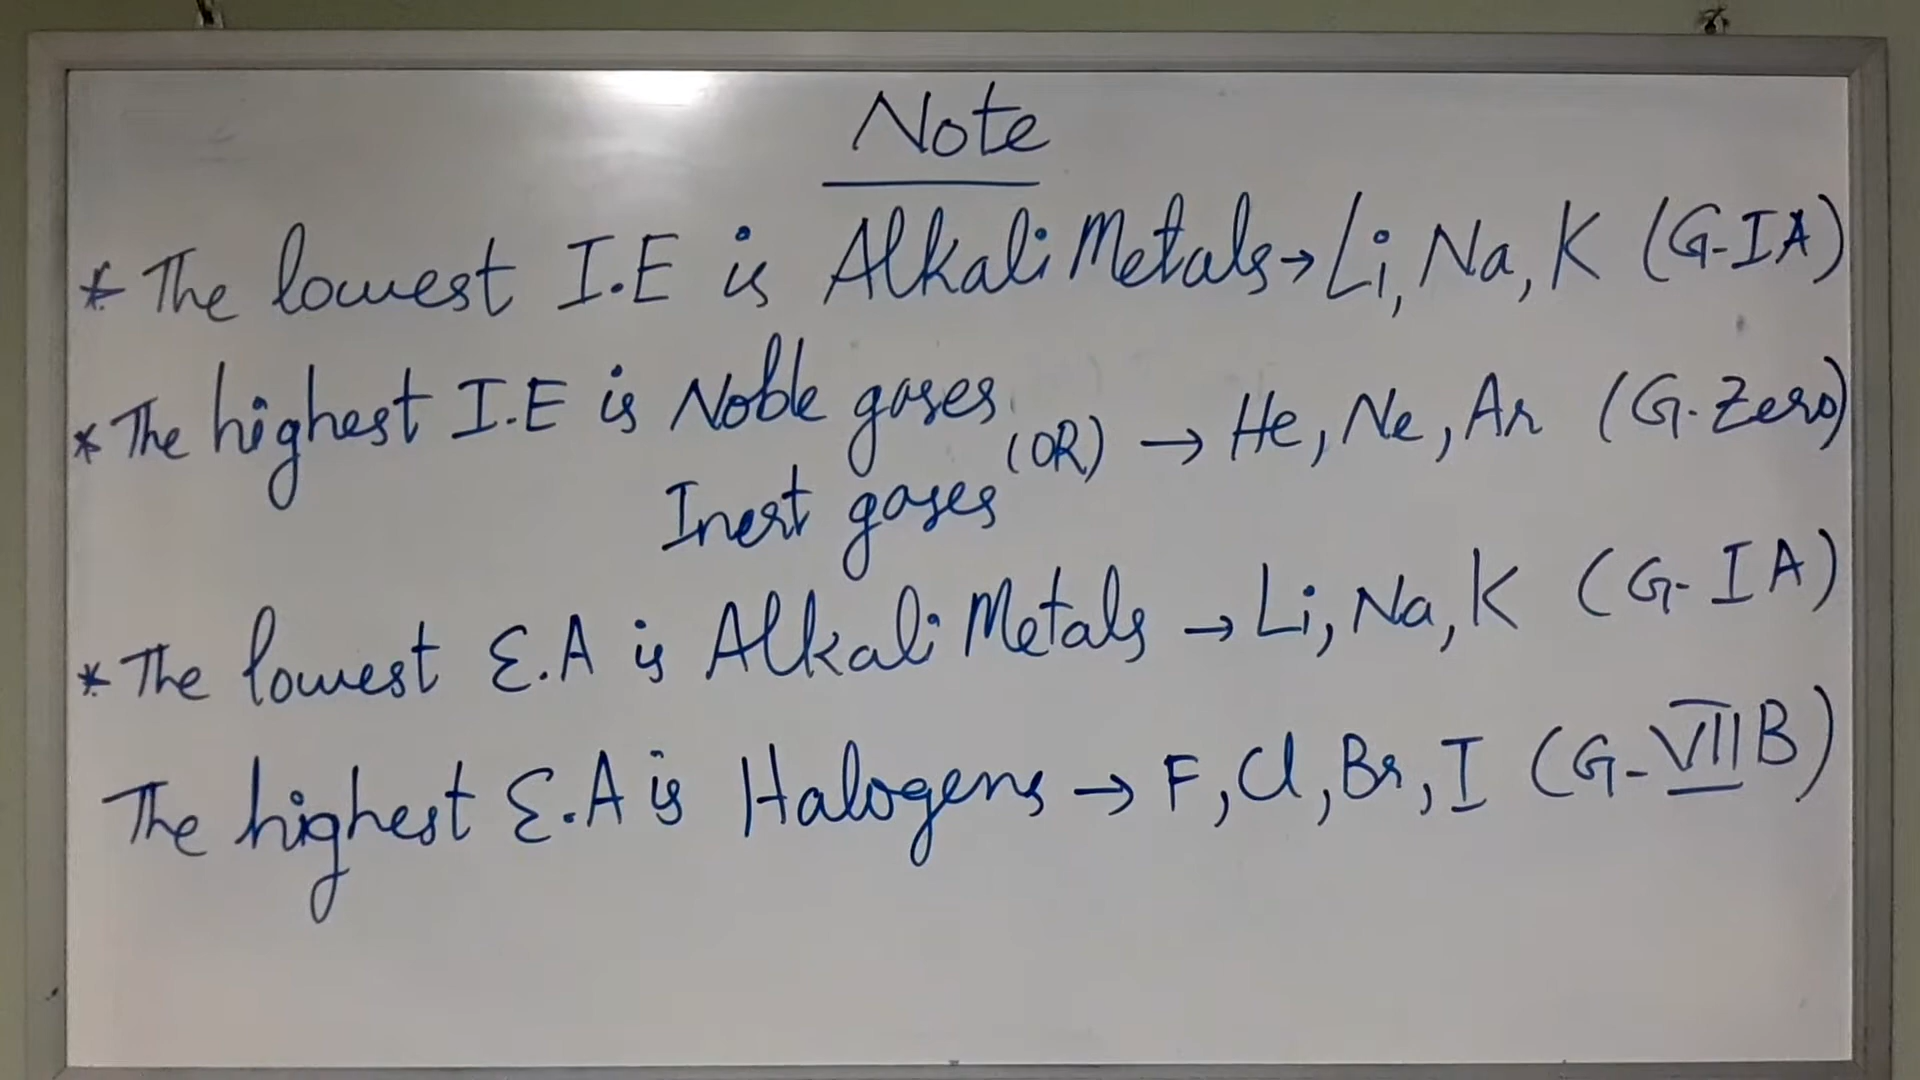 Note
* The lowest I.E is Alkali Metals → Li, Na, K (G-IA)
* The highest I.E is Noble gases (OR) → He, Ne, Ar (G.Zero)
Inert gases
* The lowest E.A is Alkali Metals → Li, Na, K (G-IA)
The highest E.A is Halogens → F, Cl, Br, I (G-VIIB)